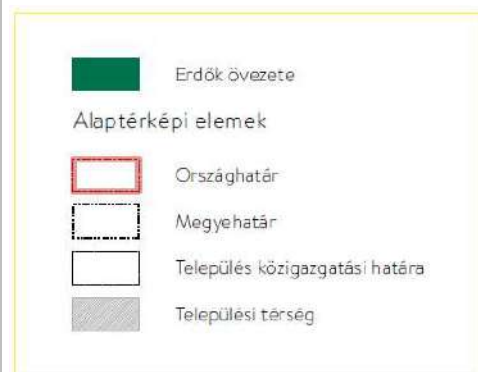 Erdők övezete
Alaptérképi elemek
Országhatár
Megyehatár
Település közigazgatási határa
Települési térség